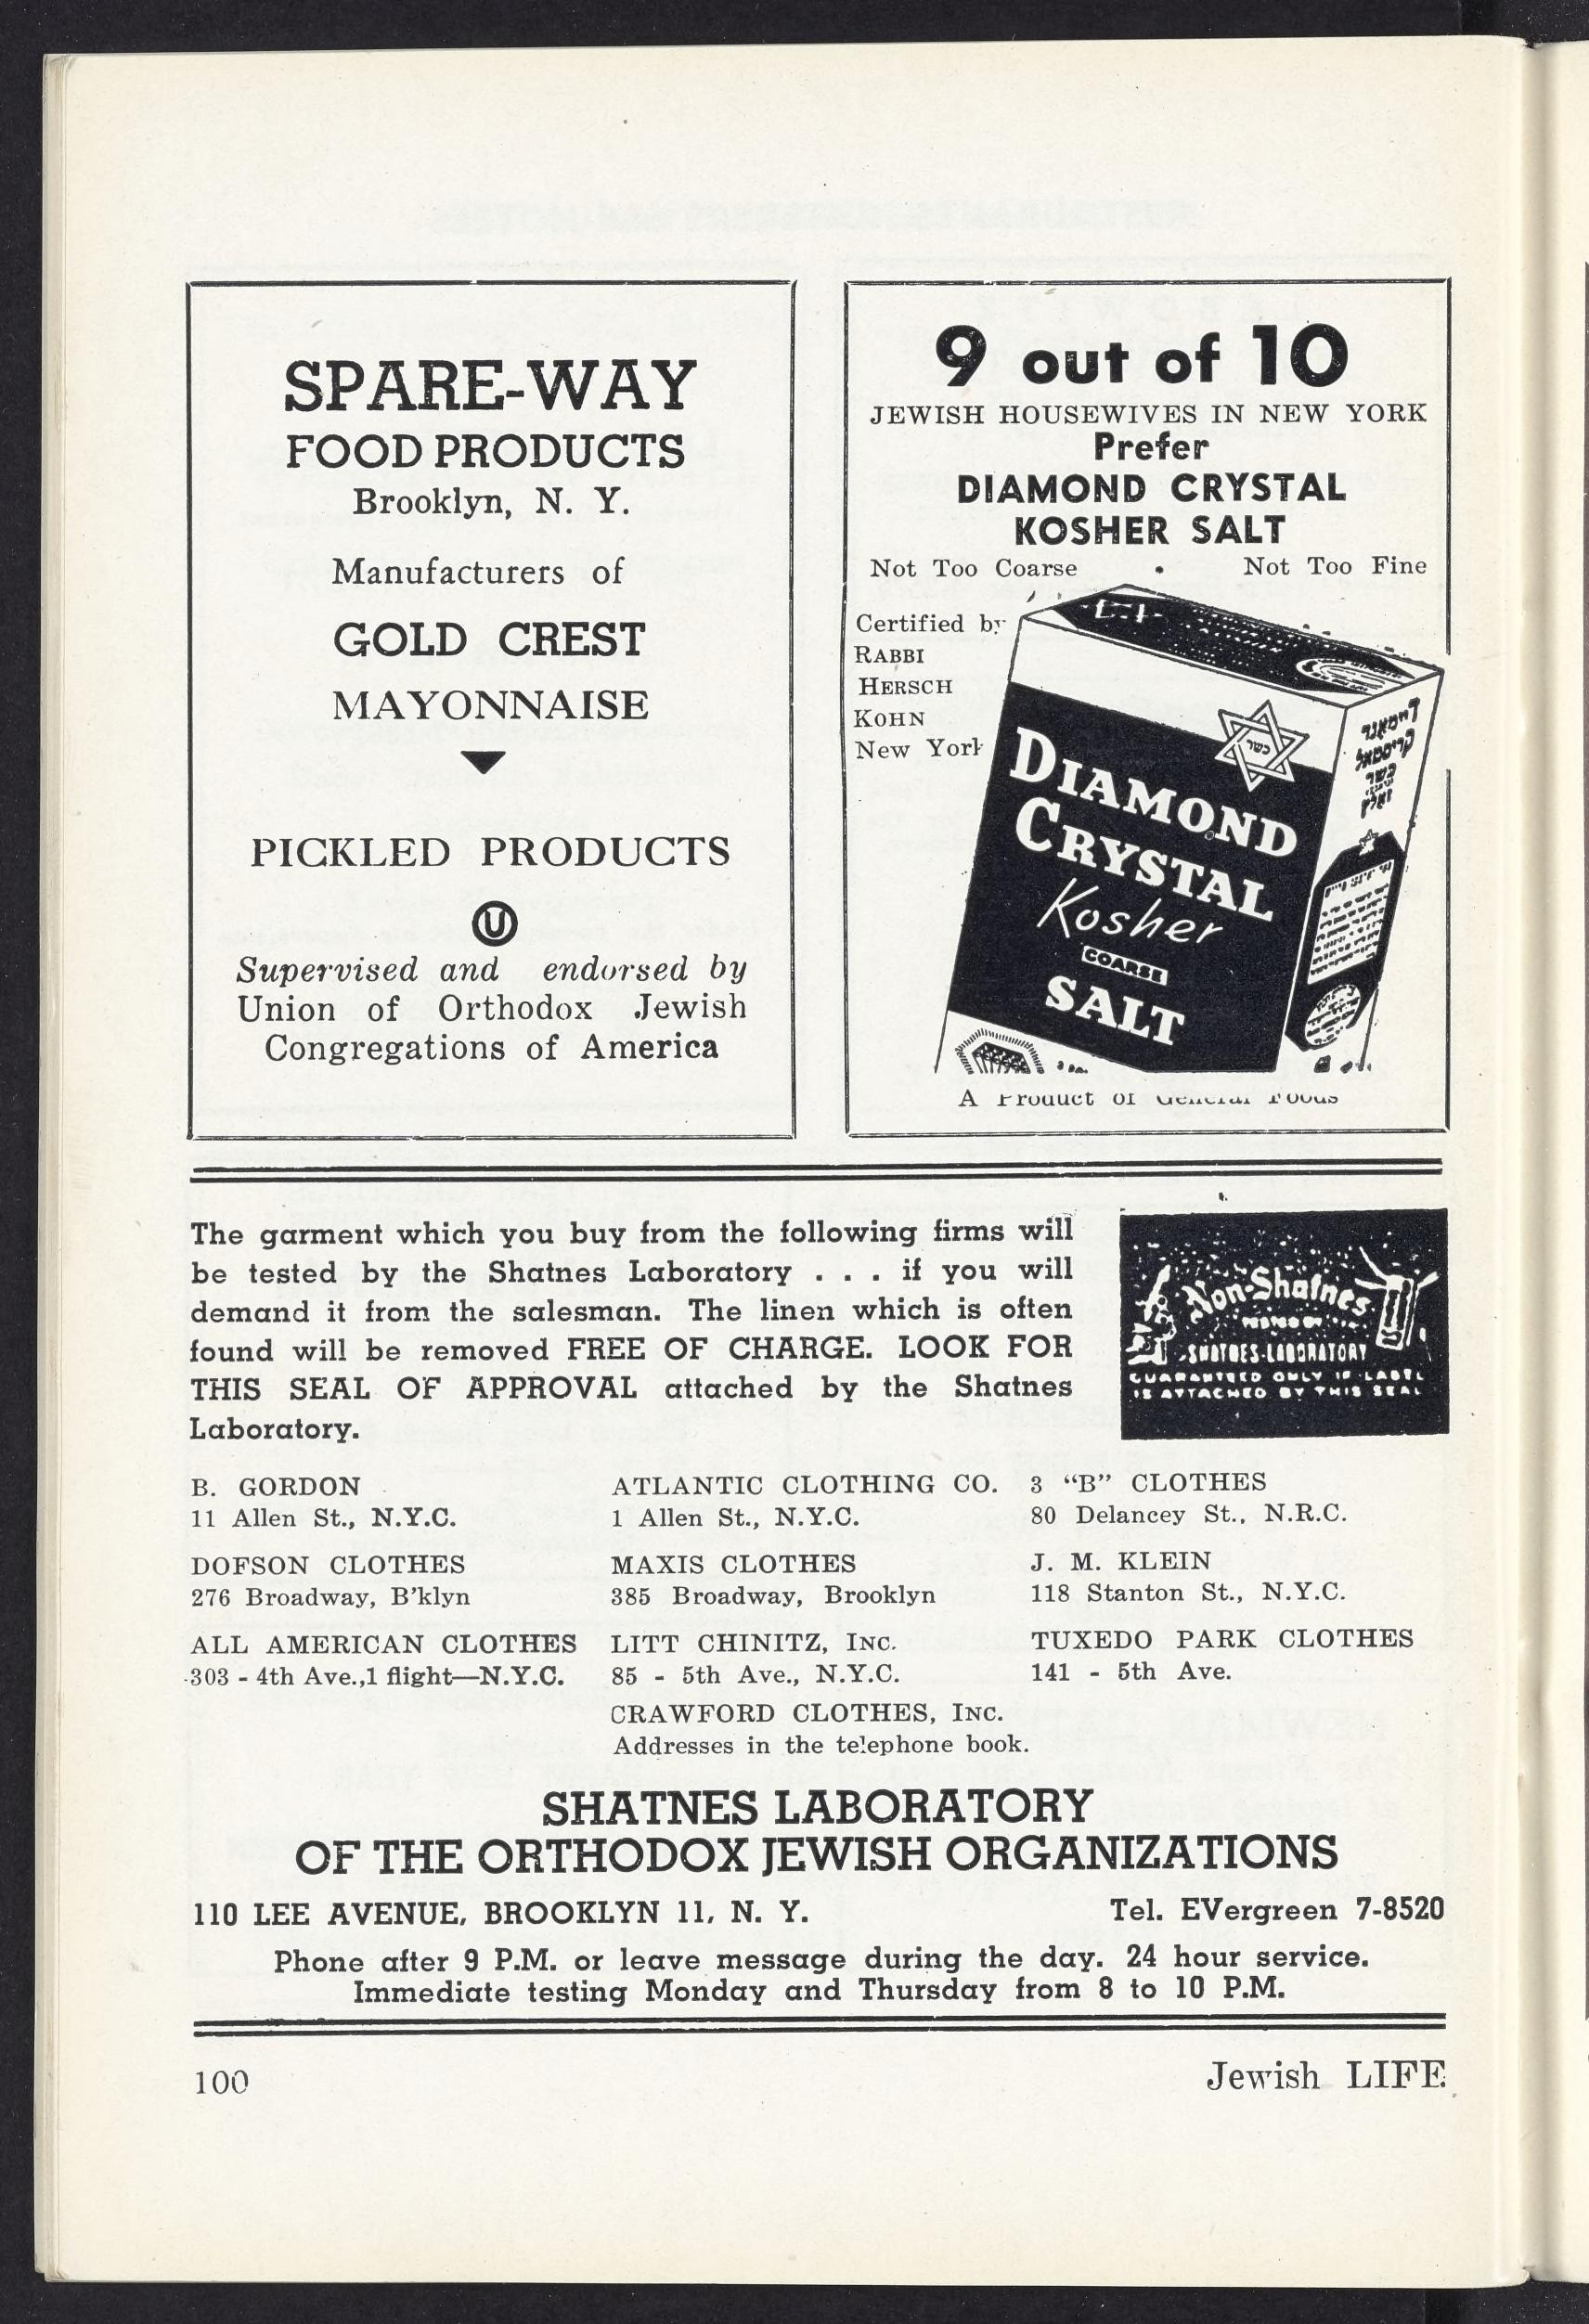 SPARE-WAY
FOOD PRODUCTS
Brooklyn, N. Y.
Manufacturers of
GOLD CREST
MAYONNAISE
PICKLED PRODUCTS
U
Supervised and endorsed by
Union of Orthodox Jewish
Congregations of America
9 out of 10
JEWISH HOUSEWIVES IN NEW YORK
Prefer
DIAMOND CRYSTAL
KOSHER SALT
Not Too Coarse • Not Too Fine
Certified by
RABBI
HERSCH
KOHN
New York
כשר
DIAMOND
CRYSTAL
Kosher
COARSE
SALT
דיימאנד
קריסטאל
כשר
זאלץ
A Product of General Foods
The garment which you buy from the following firms will
be tested by the Shatnes Laboratory . . . if you will
demand it from the salesman. The linen which is often
found will be removed FREE OF CHARGE. LOOK FOR
THIS SEAL OF APPROVAL attached by the Shatnes
Laboratory.
Non-Shatnes
SHATNES-LABORATORY
GUARANTEED ONLY IF LABEL
IS ATTACHED BY THIS SEAL
B. GORDON
11 Allen St., N.Y.C.
DOFSON CLOTHES
276 Broadway, B'klyn
ALL AMERICAN CLOTHES
303 - 4th Ave.,1 flight—N.Y.C.
ATLANTIC CLOTHING CO.
1 Allen St., N.Y.C.
MAXIS CLOTHES
385 Broadway, Brooklyn
LITT CHINITZ, INC.
85 - 5th Ave., N.Y.C.
CRAWFORD CLOTHES, INC.
Addresses in the telephone book.
3 “B” CLOTHES
80 Delancey St., N.R.C.
J. M. KLEIN
118 Stanton St., N.Y.C.
TUXEDO PARK CLOTHES
141 - 5th Ave.
SHATNES LABORATORY
OF THE ORTHODOX JEWISH ORGANIZATIONS
110 LEE AVENUE, BROOKLYN 11, N. Y. Tel. EVergreen 7-8520
Phone after 9 P.M. or leave message during the day. 24 hour service.
Immediate testing Monday and Thursday from 8 to 10 P.M.
100 Jewish LIFE